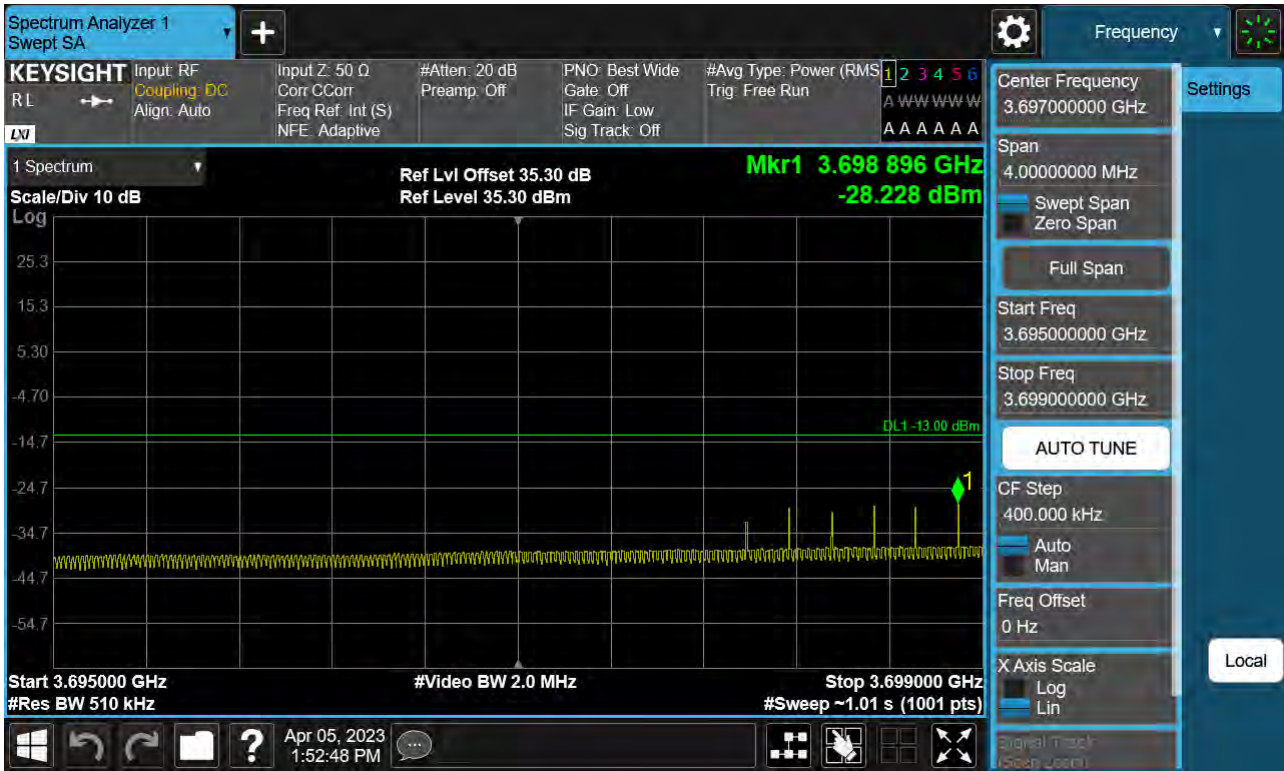 Spectrum Analyzer 1
Swept SA
+
Frequency
KEYSIGHT
RL
LXI
Input: RF
Coupling: DC
Align: Auto
Input Z: 50 Ω
Corr CCorr
Freq Ref: Int (S)
NFE: Adaptive
#Atten: 20 dB
Preamp: Off
PNO: Best Wide
Gate: Off
IF Gain: Low
Sig Track: Off
#Avg Type: Power (RMS
Trig: Free Run
1 2 3 4 5 6
A W W W W W
A A A A A A
1 Spectrum
Scale/Div 10 dB
Log
Ref Lvl Offset 35.30 dB
Ref Level 35.30 dBm
Mkr1 3.698 896 GHz
-28.228 dBm
25.3
15.3
5.30
-4.70
-14.7
-24.7
-34.7
-44.7
-54.7
DL1 -13.00 dBm
1
Start 3.695000 GHz
#Res BW 510 kHz
#Video BW 2.0 MHz
Stop 3.699000 GHz
#Sweep ~1.01 s (1001 pts)
Center Frequency
3.697000000 GHz
Span
4.00000000 MHz
Swept Span
Zero Span
Full Span
Start Freq
3.695000000 GHz
Stop Freq
3.699000000 GHz
AUTO TUNE
CF Step
400.000 kHz
Auto
Man
Freq Offset
0 Hz
X Axis Scale
Log
Lin
Signal Track
(Span Zoom)
Settings
Local
?
Apr 05, 2023
1:52:48 PM